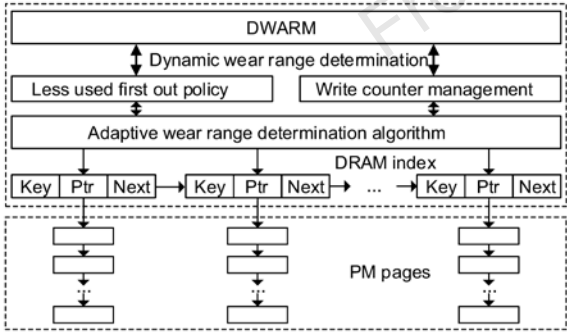 DWARM
Dynamic wear range determination
Less used first out policy Write counter management
Adaptive wear range determination algorithm
DRAM index
Key Ptr Next Key Ptr Next ... Key Ptr Next
PM pages
... ... ...